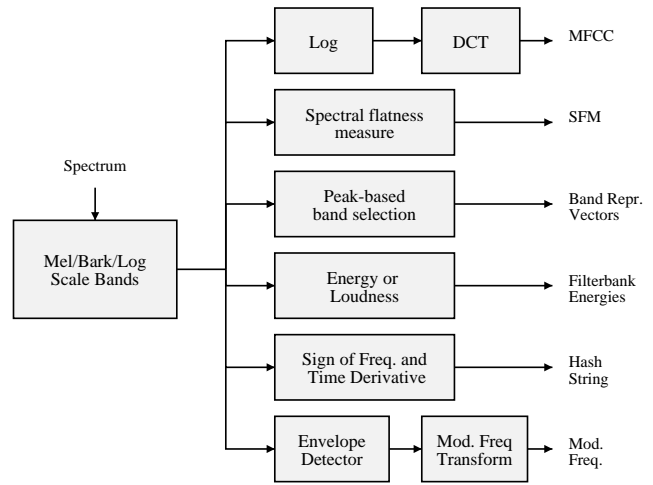 Log
DCT
MFCC
Spectral flatness
measure
SFM
Spectrum
Mel/Bark/Log
Scale Bands
Peak-based
band selection
Band Repr.
Vectors
Energy or
Loudness
Filterbank
Energies
Sign of Freq. and
Time Derivative
Hash
String
Envelope
Detector
Mod. Freq
Transform
Mod.
Freq.